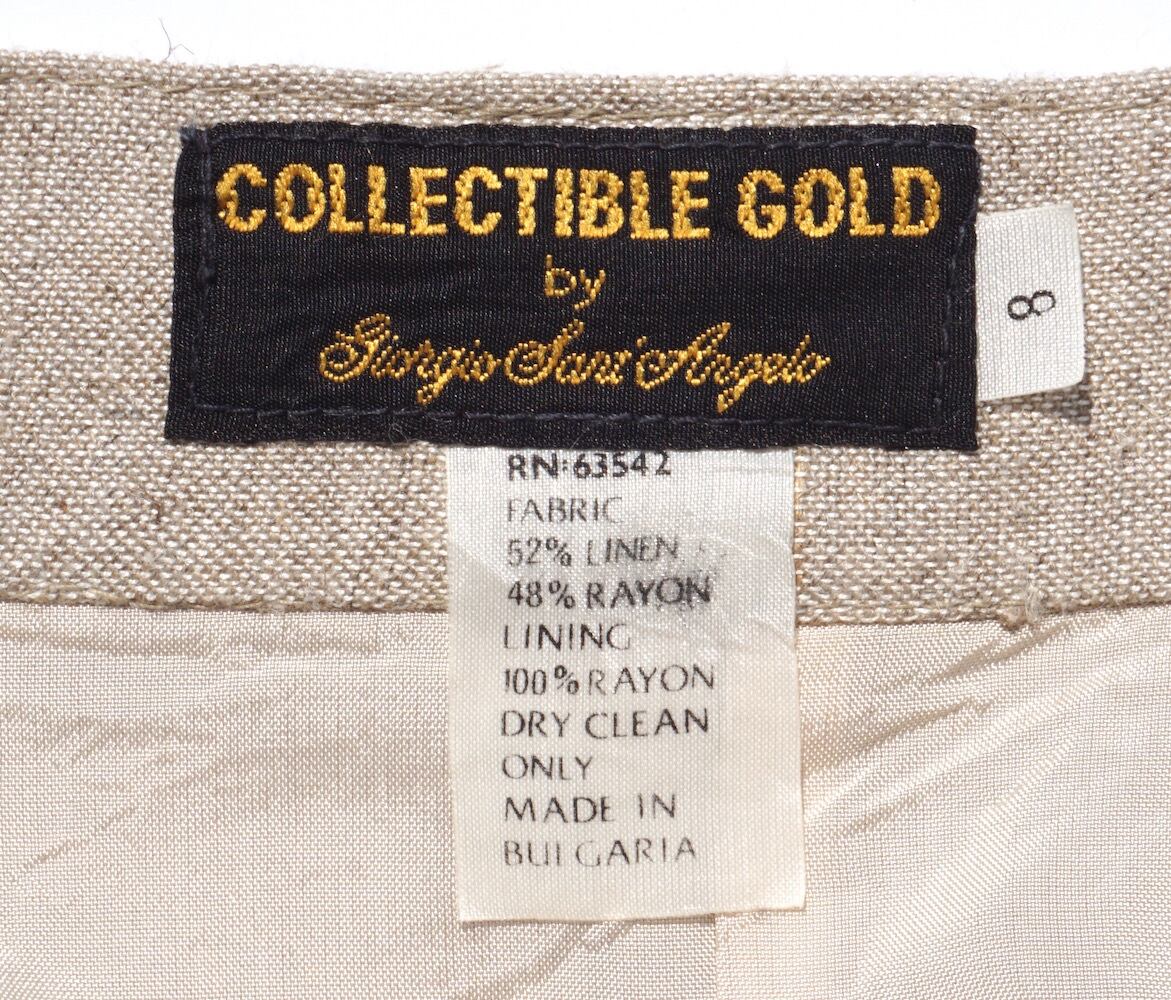 COLLECTIBLE GOLD
by
Giorgio Sant'Angelo
8
RN:63542
FABRIC
52% LINEN
48% RAYON
LINING
100% RAYON
DRY CLEAN
ONLY
MADE IN
BULGARIA